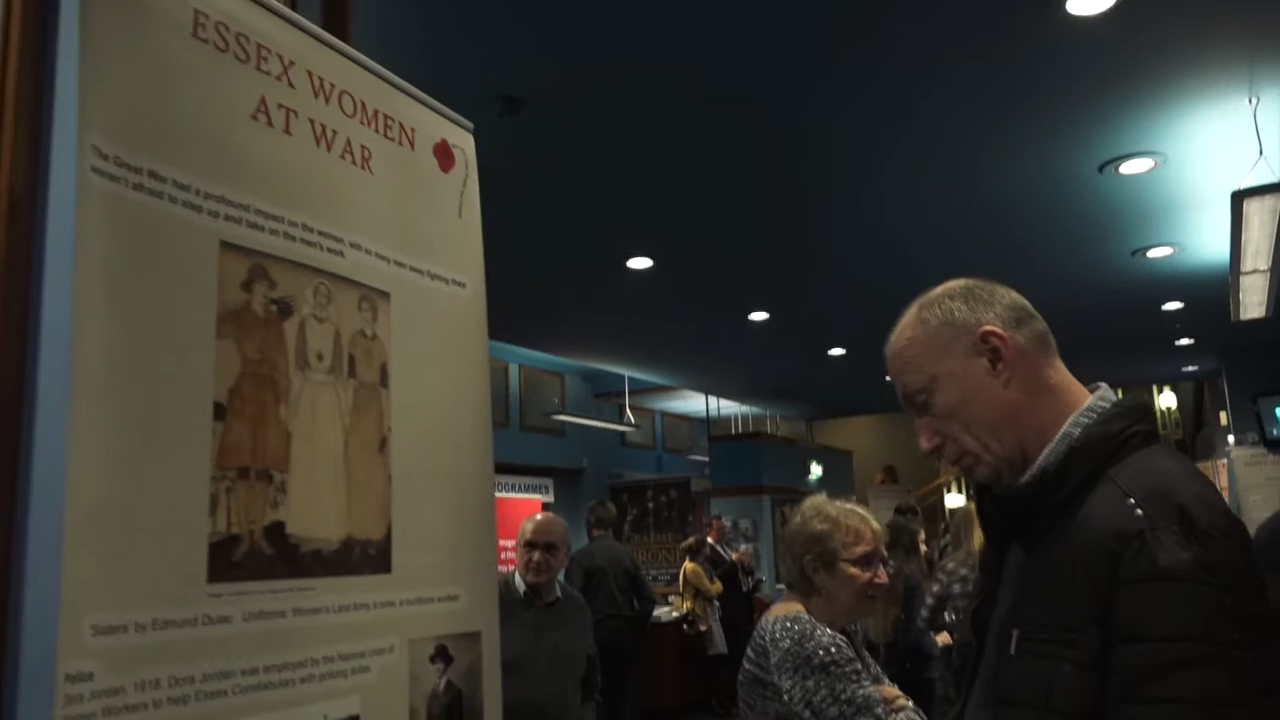 ESSEX WOMEN
AT WAR
The Great War had a profound impact on the women, with so many men away fighting they
weren't afraid to step up and take on the men's work.
'Sisters' by Edmund Dulac. Uniforms: Women's Land Army, a nurse, a munitions worker
Police
Dora Jordan, 1918. Dora Jordan was employed by the National Union of
Women Workers to help Essex Constabulary with policing duties
PROGRAMMES